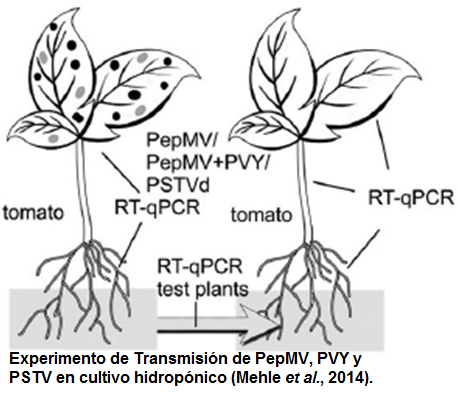 PepMV/
PepMV+PVY/
PSTVd
tomato
RT-qPCR
tomato
RT-qPCR
RT-qPCR
test plants
Experimento de Transmisión de PepMV, PVY y
PSTV en cultivo hidropónico (Mehle et al., 2014).